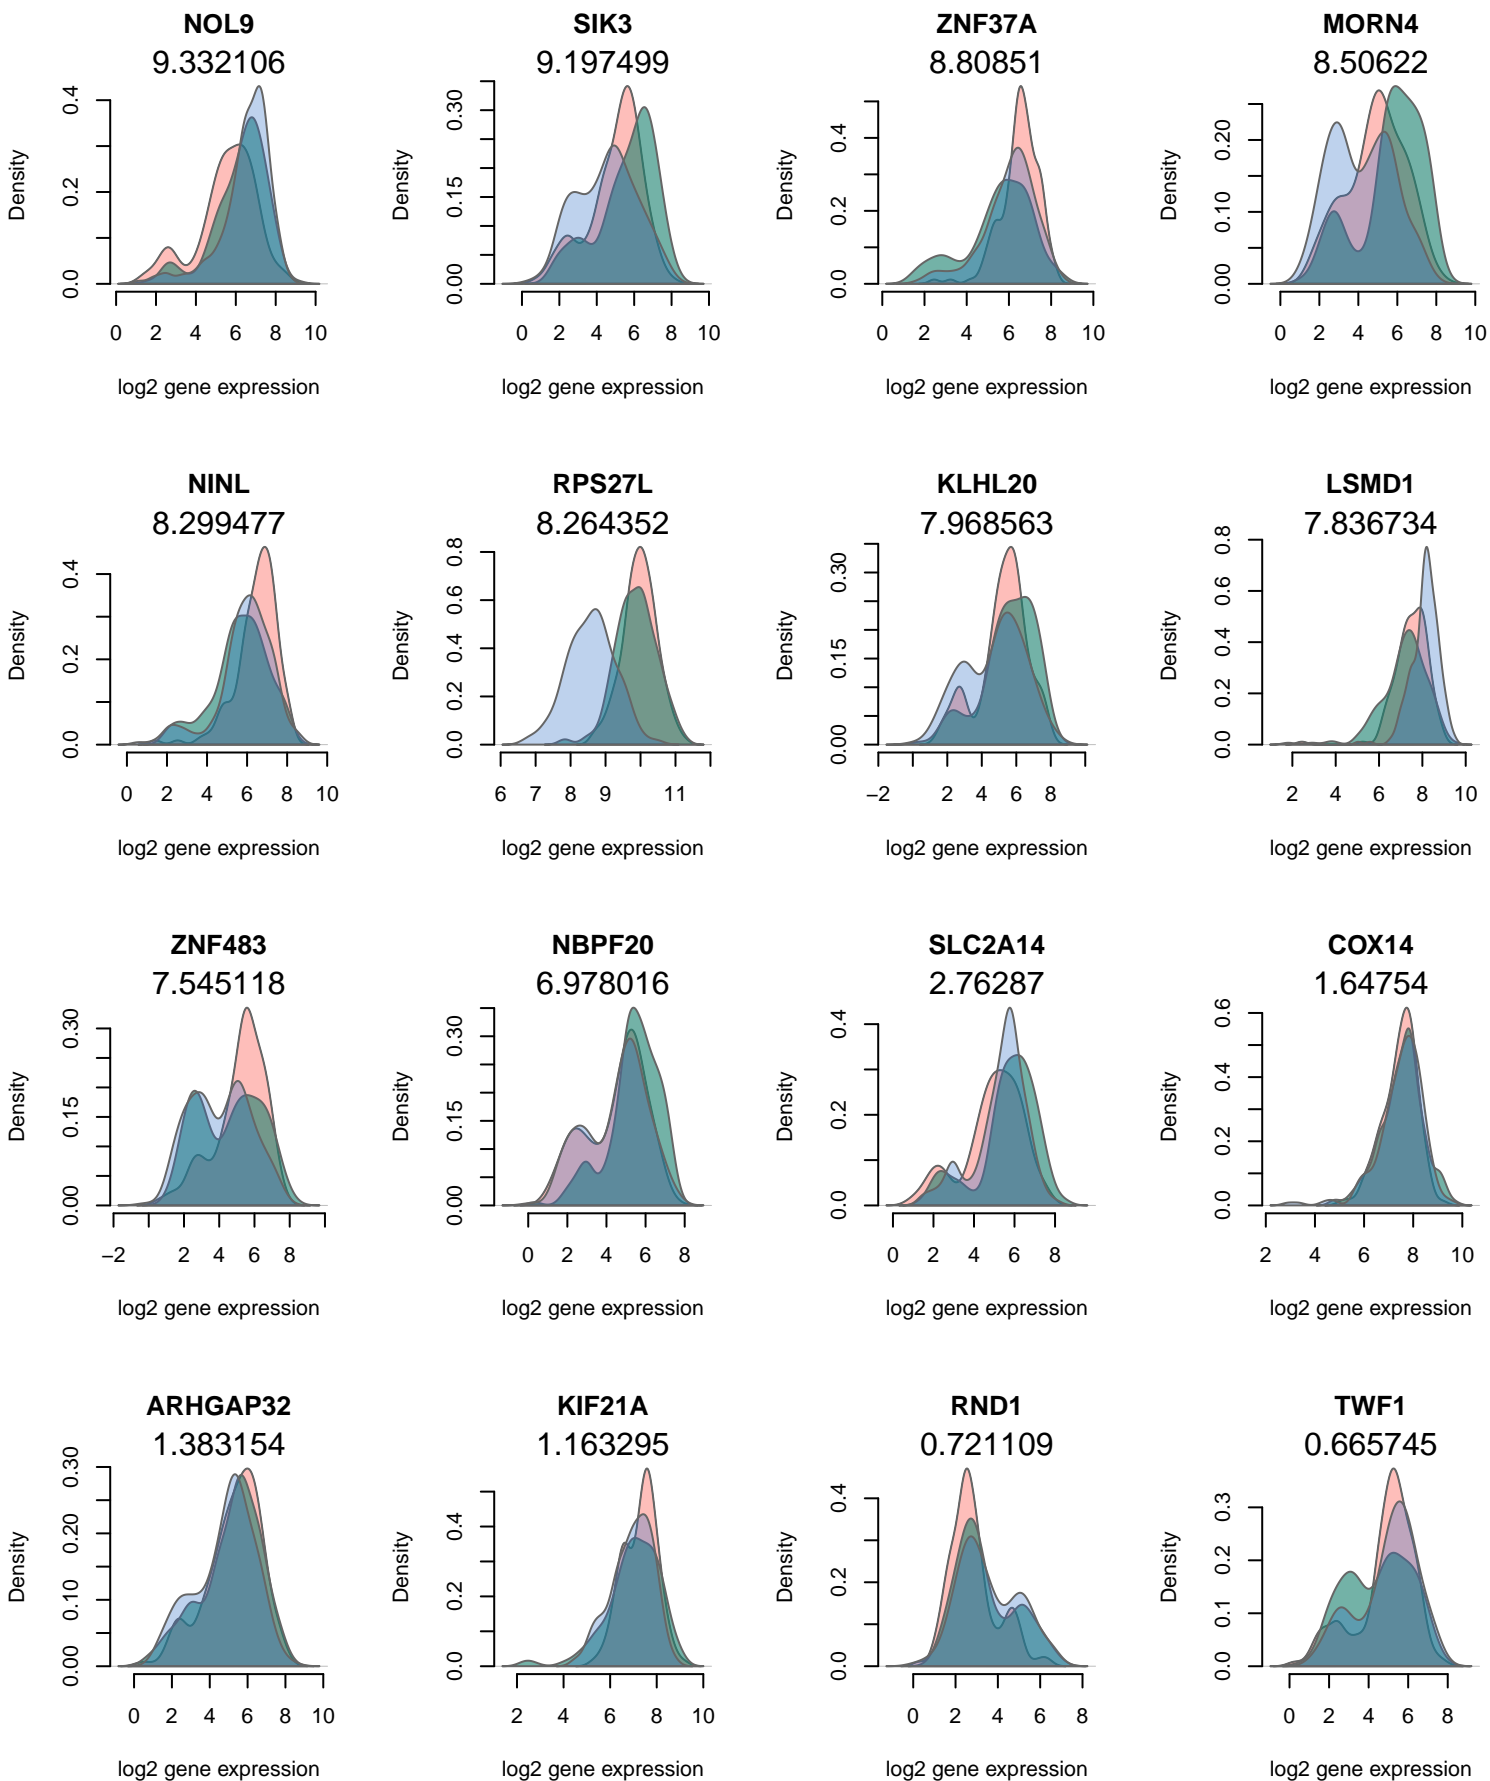 NOL9
9.332106
Density
0.0 0.2 0.4
0 2 4 6 8 10
log2 gene expression
SIK3
9.197499
Density
0.00 0.15 0.30
0 2 4 6 8 10
log2 gene expression
ZNF37A
8.80851
Density
0.0 0.2 0.4
0 2 4 6 8 10
log2 gene expression
MORN4
8.50622
Density
0.00 0.10 0.20
0 2 4 6 8 10
log2 gene expression
NINL
8.299477
Density
0.0 0.2 0.4
0 2 4 6 8 10
log2 gene expression
RPS27L
8.264352
Density
0.0 0.2 0.4 0.6 0.8
6 7 8 9 11
log2 gene expression
KLHL20
7.968563
Density
0.00 0.15 0.30
−2 2 4 6 8
log2 gene expression
LSMD1
7.836734
Density
0.0 0.2 0.4 0.6 0.8
2 4 6 8 10
log2 gene expression
ZNF483
7.545118
Density
0.00 0.15 0.30
−2 2 4 6 8
log2 gene expression
NBPF20
6.978016
Density
0.00 0.15 0.30
0 2 4 6 8
log2 gene expression
SLC2A14
2.76287
Density
0.0 0.2 0.4
0 2 4 6 8
log2 gene expression
COX14
1.64754
Density
0.0 0.2 0.4 0.6
2 4 6 8 10
log2 gene expression
ARHGAP32
1.383154
Density
0.00 0.10 0.20 0.30
0 2 4 6 8 10
log2 gene expression
KIF21A
1.163295
Density
0.0 0.2 0.4
2 4 6 8 10
log2 gene expression
RND1
0.721109
Density
0.0 0.2 0.4
0 2 4 6 8
log2 gene expression
TWF1
0.665745
Density
0.0 0.1 0.2 0.3
0 2 4 6 8
log2 gene expression